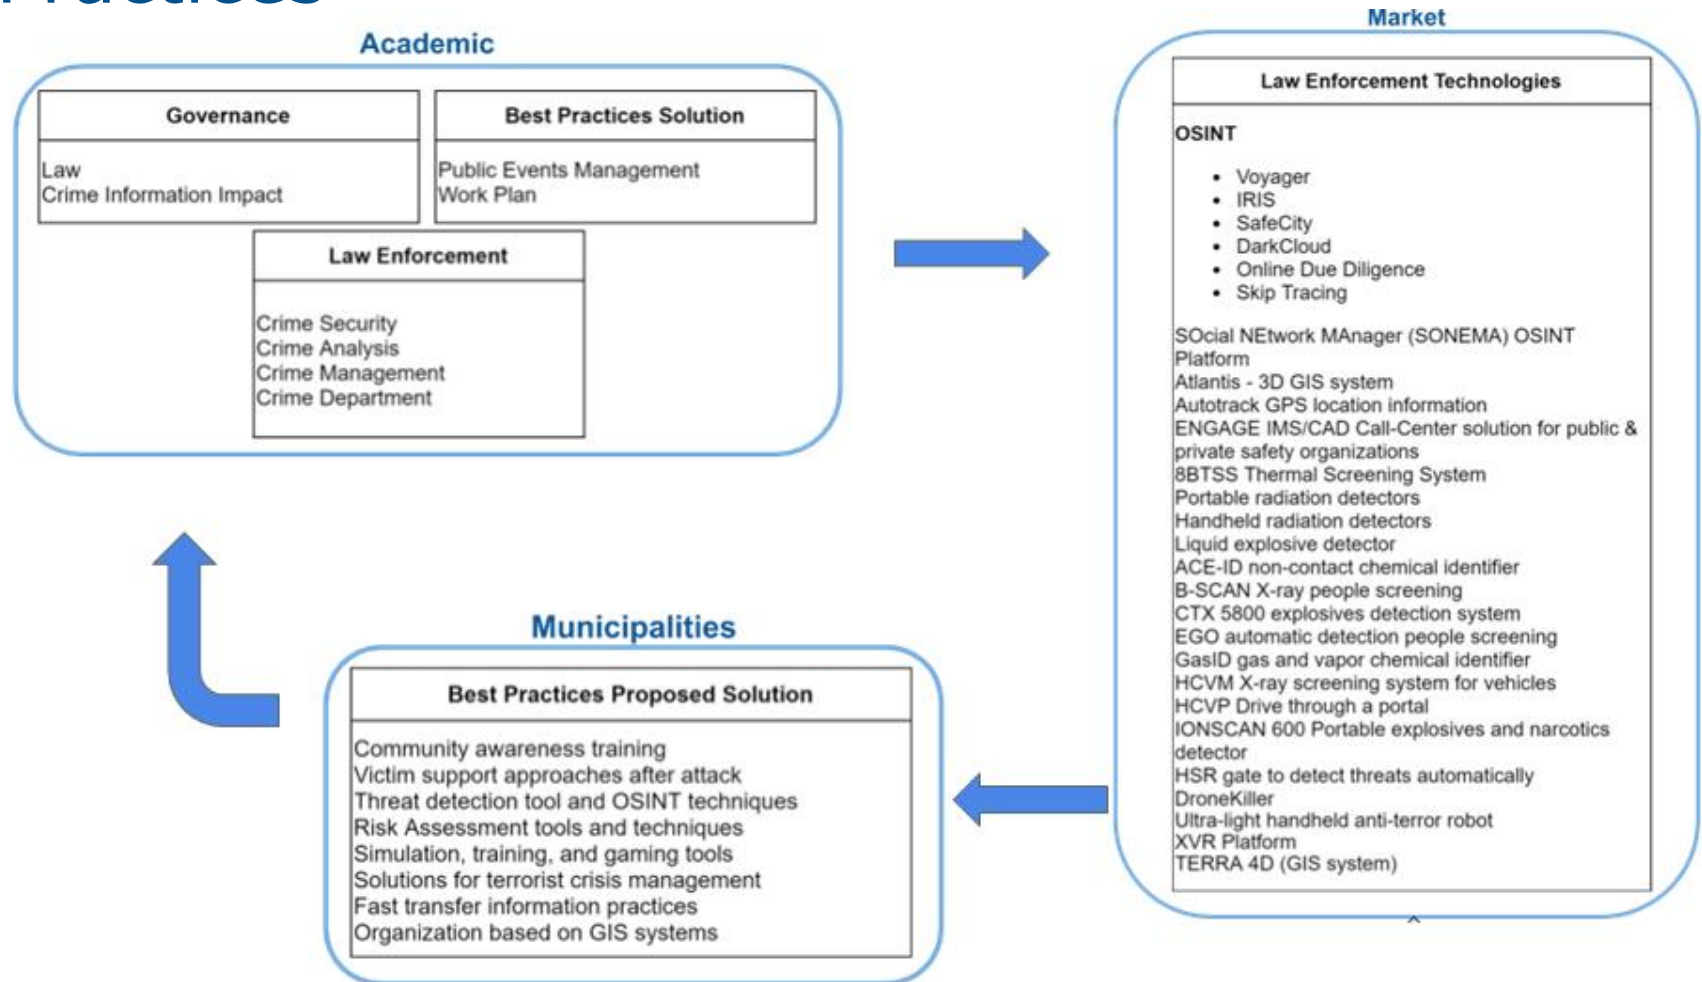 Practices
Academic
Governance
Law
Crime Information Impact
Best Practices Solution
Public Events Management
Work Plan
Law Enforcement
Crime Security
Crime Analysis
Crime Management
Crime Department
Market
Law Enforcement Technologies
OSINT
• Voyager
• IRIS
• SafeCity
• DarkCloud
• Online Due Diligence
• Skip Tracing
SOcial NEtwork MAnager (SONEMA) OSINT
Platform
Atlantis - 3D GIS system
Autotrack GPS location information
ENGAGE IMS/CAD Call-Center solution for public &
private safety organizations
8BTSS Thermal Screening System
Portable radiation detectors
Handheld radiation detectors
Liquid explosive detector
ACE-ID non-contact chemical identifier
B-SCAN X-ray people screening
CTX 5800 explosives detection system
EGO automatic detection people screening
GasID gas and vapor chemical identifier
HCVM X-ray screening system for vehicles
HCVP Drive through a portal
IONSCAN 600 Portable explosives and narcotics
detector
HSR gate to detect threats automatically
DroneKiller
Ultra-light handheld anti-terror robot
XVR Platform
TERRA 4D (GIS system)
Municipalities
Best Practices Proposed Solution
Community awareness training
Victim support approaches after attack
Threat detection tool and OSINT techniques
Risk Assessment tools and techniques
Simulation, training, and gaming tools
Solutions for terrorist crisis management
Fast transfer information practices
Organization based on GIS systems